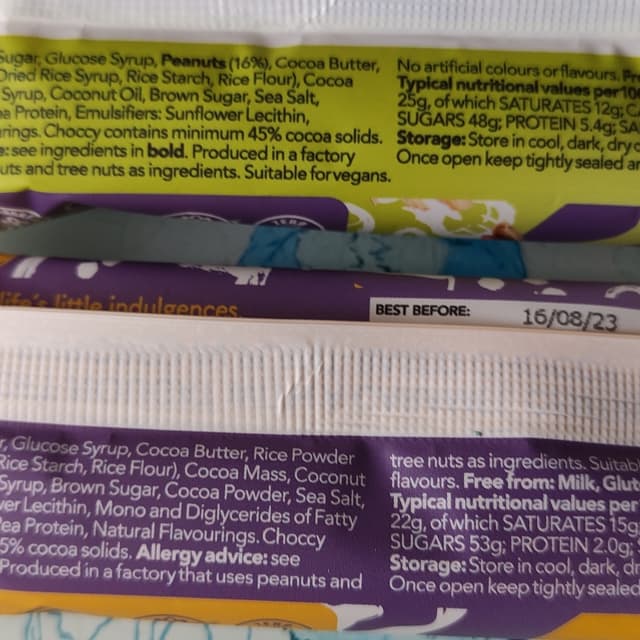 Sugar, Glucose Syrup, Peanuts (16%), Cocoa Butter,
Dried Rice Syrup, Rice Starch, Rice Flour), Cocoa
Syrup, Coconut Oil, Brown Sugar, Sea Salt,
Protein, Emulsifiers: Sunflower Lecithin,
Choccy contains minimum 45% cocoa solids.
see ingredients in bold. Produced in a factory
uts and tree nuts as ingredients. Suitable for vegans.
No artificial colours or flavours.
Typical nutritional values per 10
25g, of which SATURATES 12g;
SUGARS 48g; PROTEIN 5.4g; SA
Storage: Store in cool, dark, dry
Once open keep tightly sealed
life's little indulgences.
BEST BEFORE:
16/08/23
Glucose Syrup, Cocoa Butter, Rice Powder
Rice Starch, Rice Flour), Cocoa Mass, Coconut
Syrup, Brown Sugar, Cocoa Powder, Sea Salt,
Lecithin, Mono and Diglycerides of Fatty
Pea Protein, Natural Flavourings. Choccy
5% cocoa solids. Allergy advice: see
Produced in a factory that uses peanuts and
tree nuts as ingredients. Suitab
flavours. Free from: Milk, Glut
Typical nutritional values per
22g, of which SATURATES 15g
SUGARS 53g; PROTEIN 2.0g;
Storage: Store in cool, dark, dr
Once open keep tightly sealed